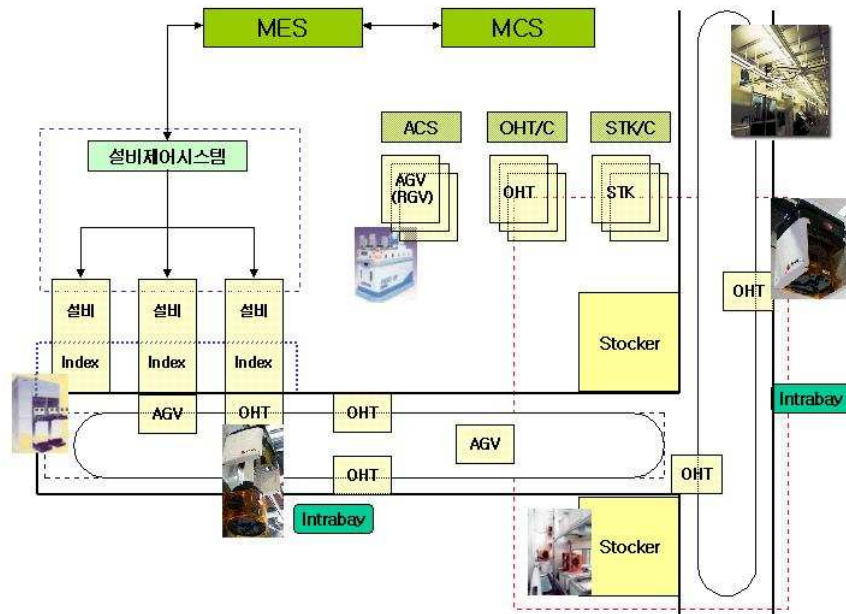 MES
MCS
설비제어시스템
ACS
OHT/C
STK/C
AGV
(RGV)
OHT
STK
설비
설비
설비
Index
Index
Index
OHT
Stocker
Intrabay
AGV
OHT
OHT
AGV
OHT
OHT
Intrabay
Stocker